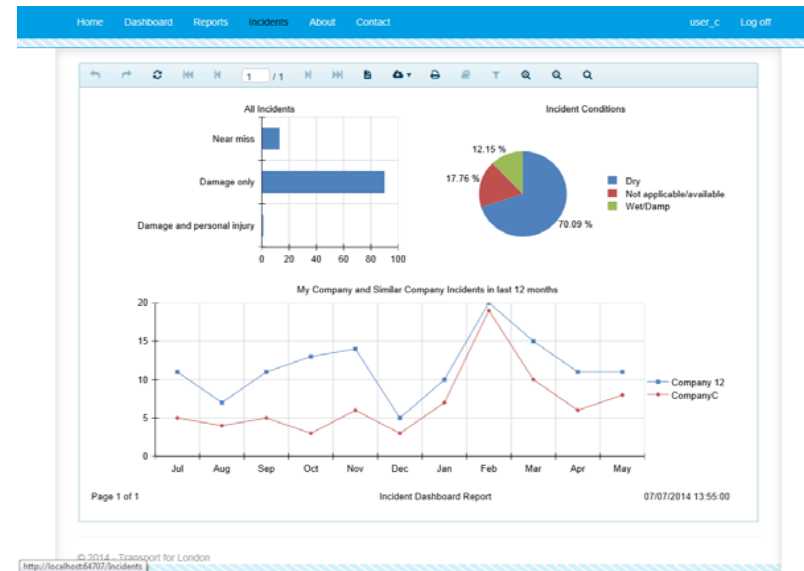 Home Dashboard Reports Incidents About Contact user_c Log off
1 / 1
All Incidents
Near miss
Damage only
Damage and personal injury
0 20 40 60 80 100
Incident Conditions
12.15 %
17.76 %
70.09 %
Dry
Not applicable/available
Wet/Damp
My Company and Similar Company Incidents in last 12 months
20
15
10
5
0
Jul Aug Sep Oct Nov Dec Jan Feb Mar Apr May
Company 12
CompanyC
Page 1 of 1 Incident Dashboard Report 07/07/2014 13:55:00
© 2014 - Transport for London
http://localhost:64707/Incidents